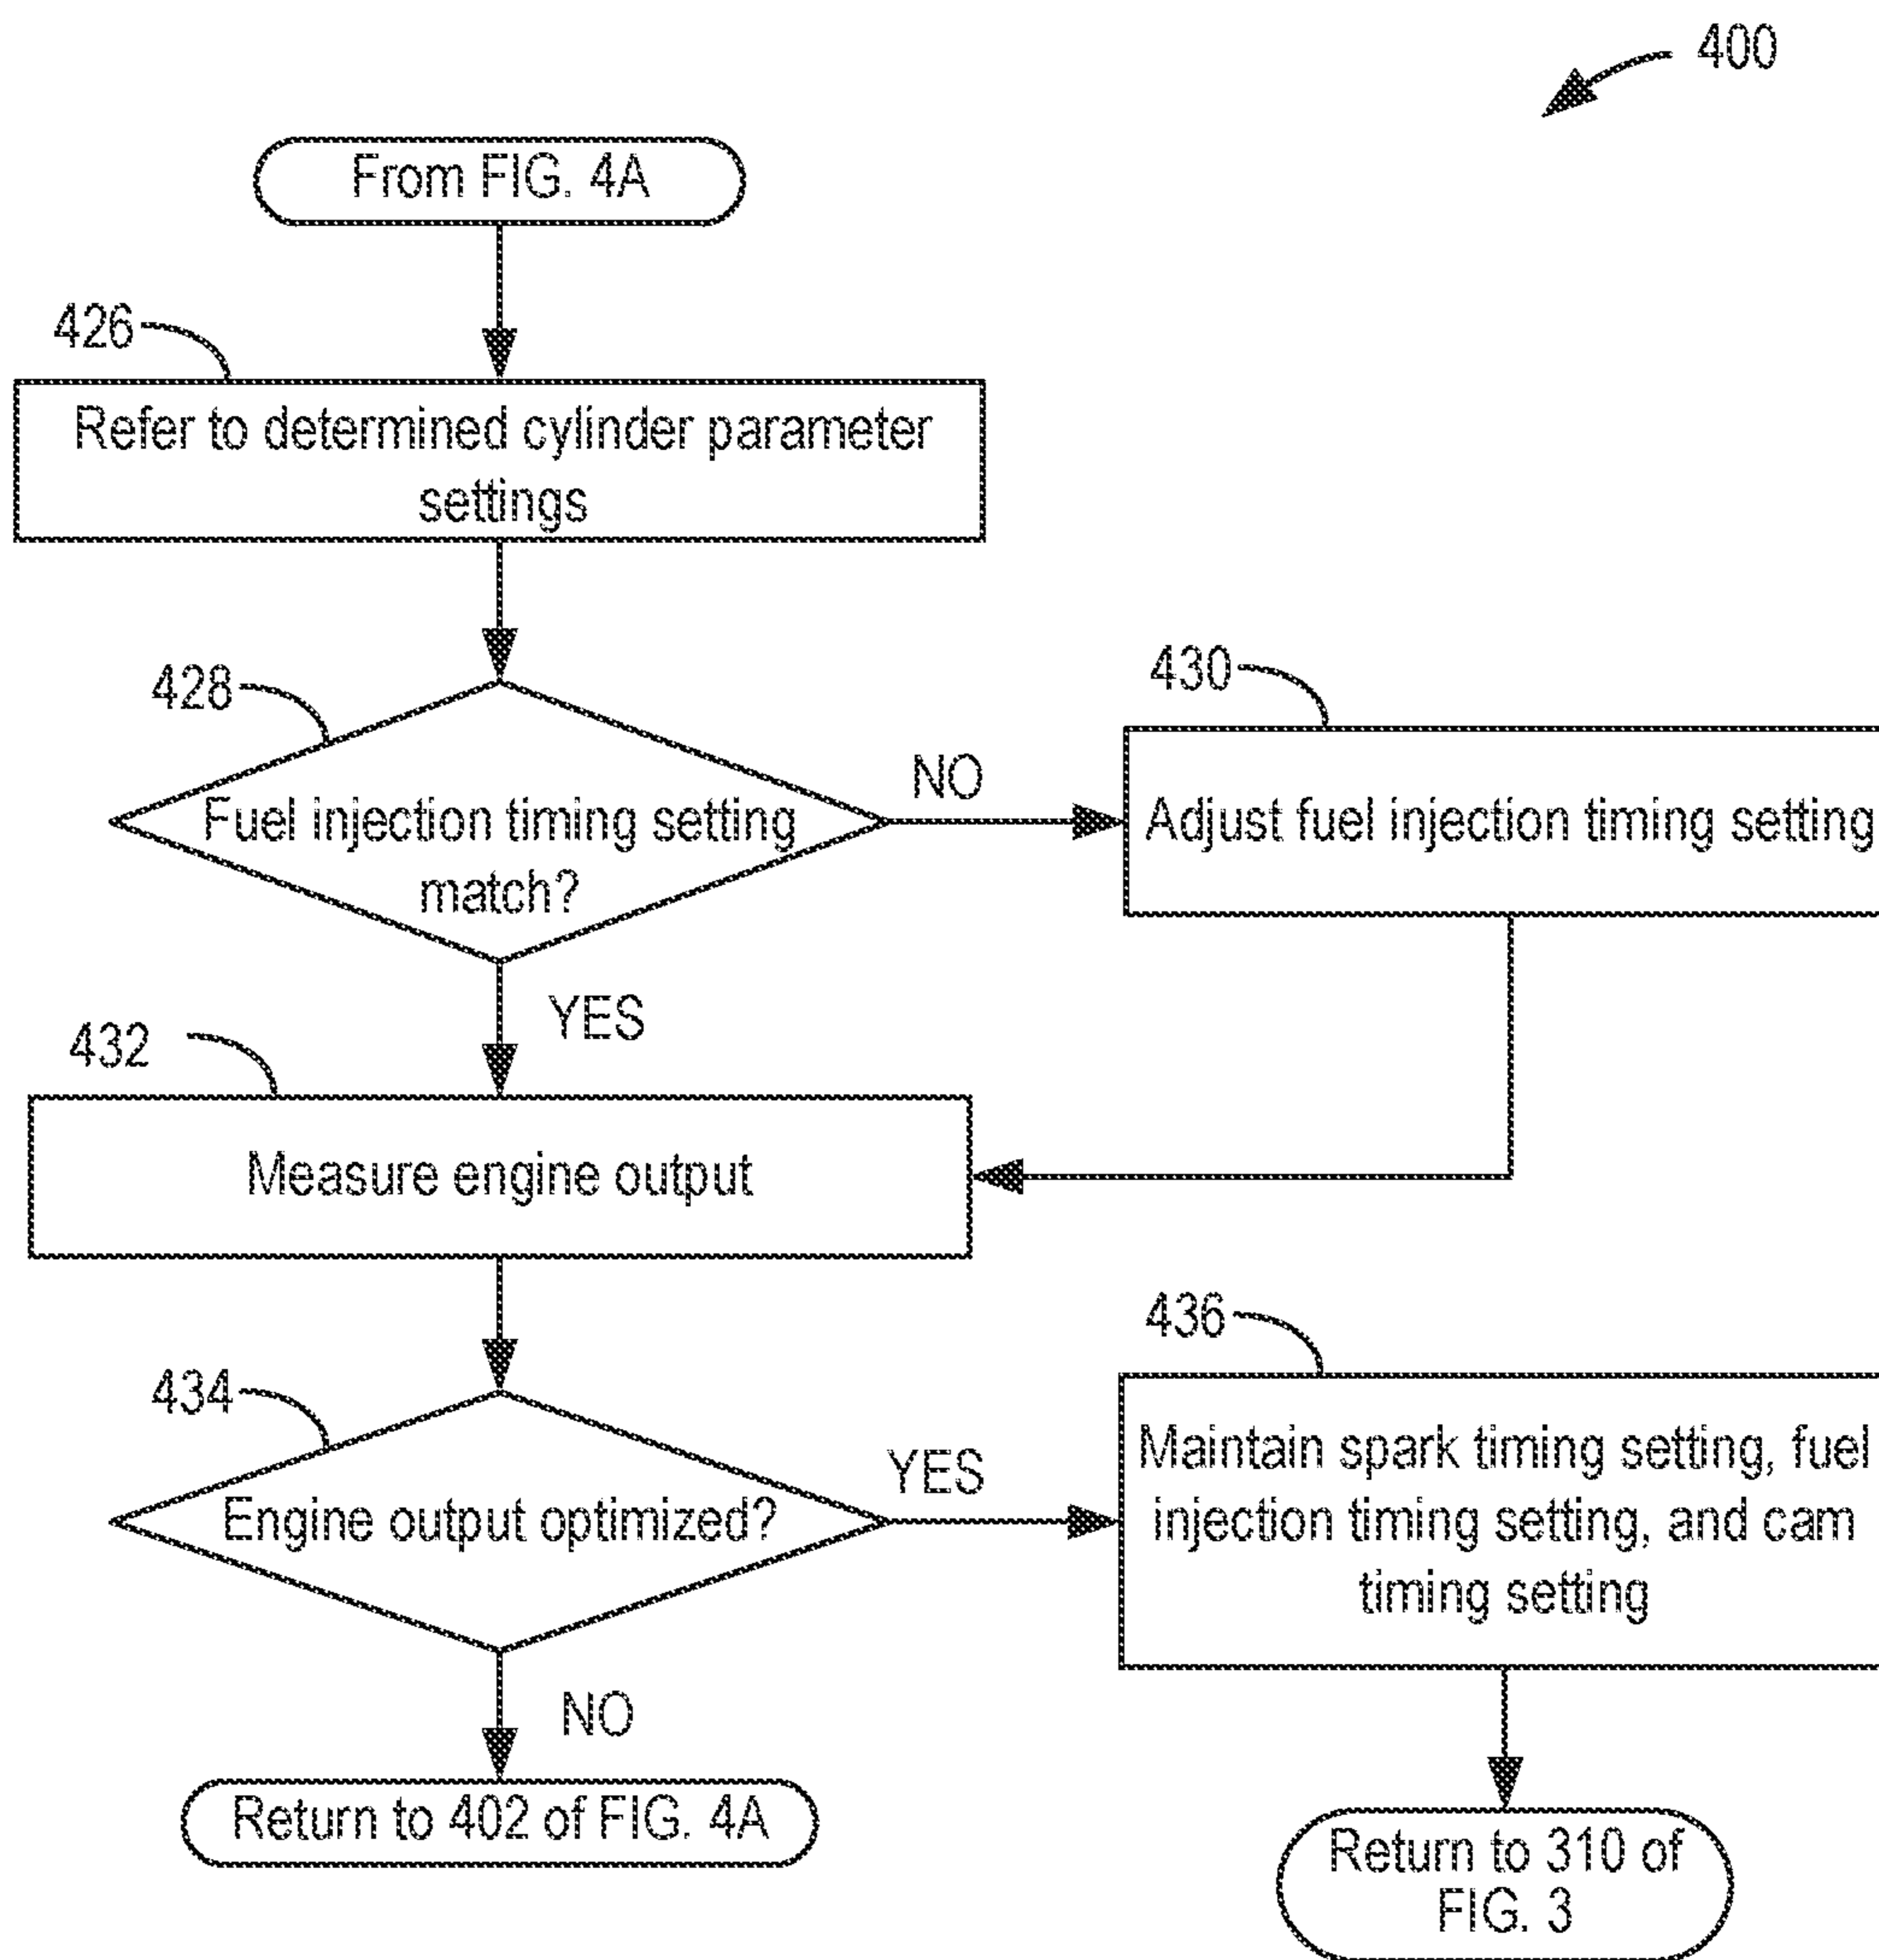 400
From FIG. 4A
426
Refer to determined cylinder parameter
settings
428
Fuel injection timing setting
match?
NO
430
Adjust fuel injection timing setting
YES
432
Measure engine output
434
Engine output optimized?
YES
436
Maintain spark timing setting, fuel
injection timing setting, and cam
timing setting
NO
Return to 402 of FIG. 4A
Return to 310 of
FIG. 3